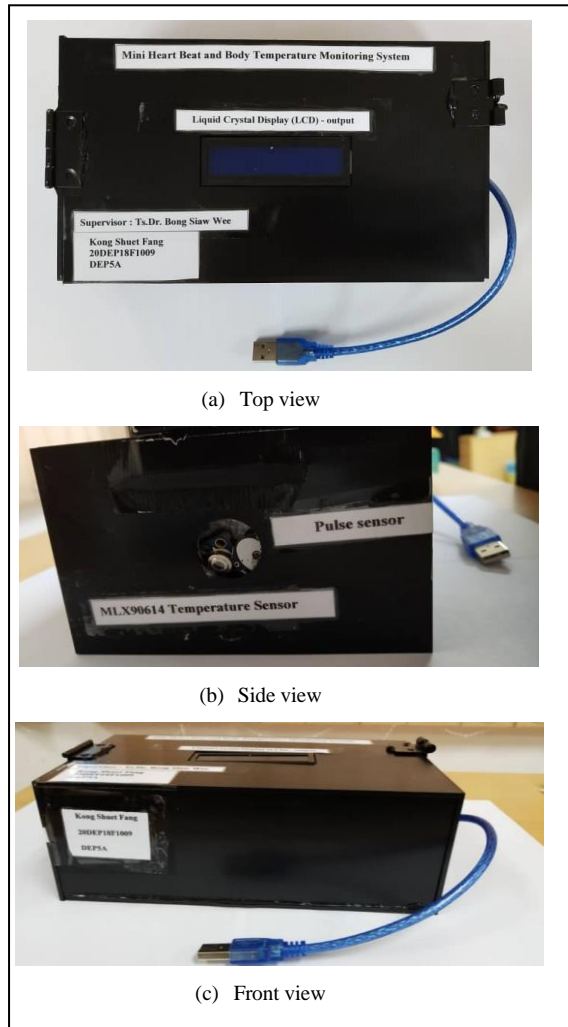 Mini Heart Beat and Body Temperature Monitoring System
Liquid Crystal Display (LCD) - output
Supervisor : Ts.Dr. Bong Siaw Wee
Kong Shuet Fang
20DEP18F1009
DEP5A
(a) Top view
Pulse sensor
MLX90614 Temperature Sensor
(b) Side view
Kong Shuet Fang
20DEP18F1009
DEP5A
(c) Front view